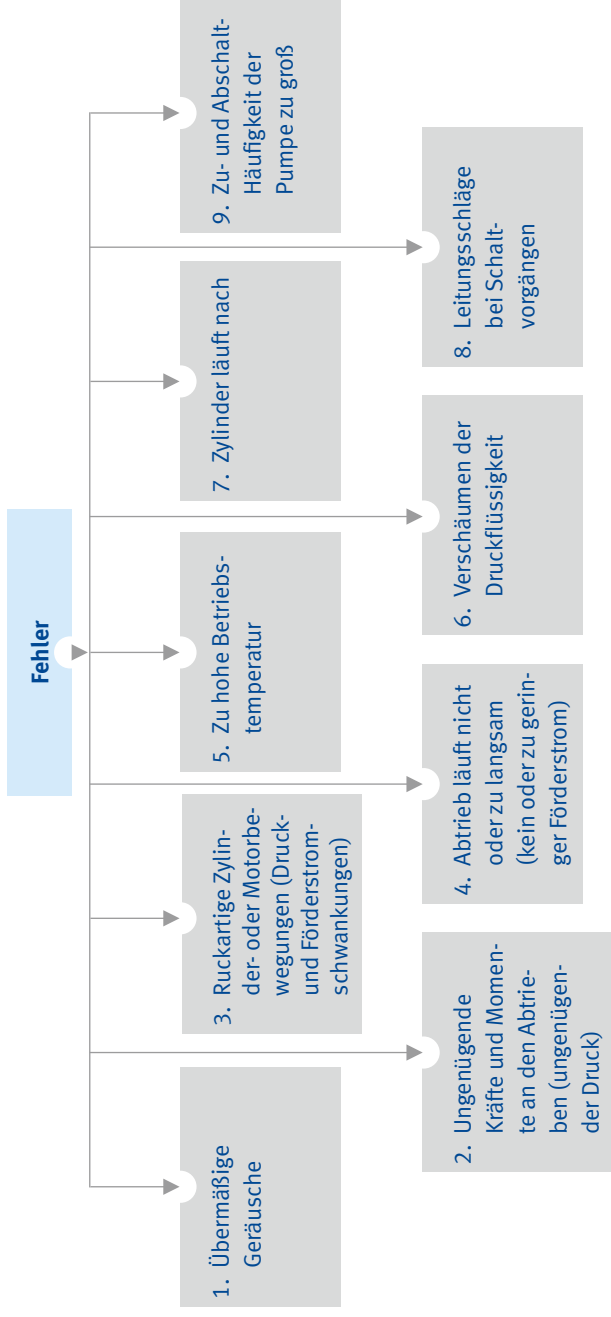 Fehler
1. Übermäßige
Geräusche
2. Ungenügende
Kräfte und Momen-
te an den Abtrie-
ben (ungenügen-
der Druck)
3. Ruckartige Zylin-
der- oder Motorbe-
wegungen (Druck-
und Förderstrom-
schwankungen)
4. Abtrieb läuft nicht
oder zu langsam
(kein oder zu gerin-
ger Förderstrom)
5. Zu hohe Betriebs-
temperatur
6. Verschäumen der
Druckflüssigkeit
7. Zylinder läuft nach
8. Leitungsschläge
bei Schalt-
vorgängen
9. Zu- und Abschalt-
Häufigkeit der
Pumpe zu groß